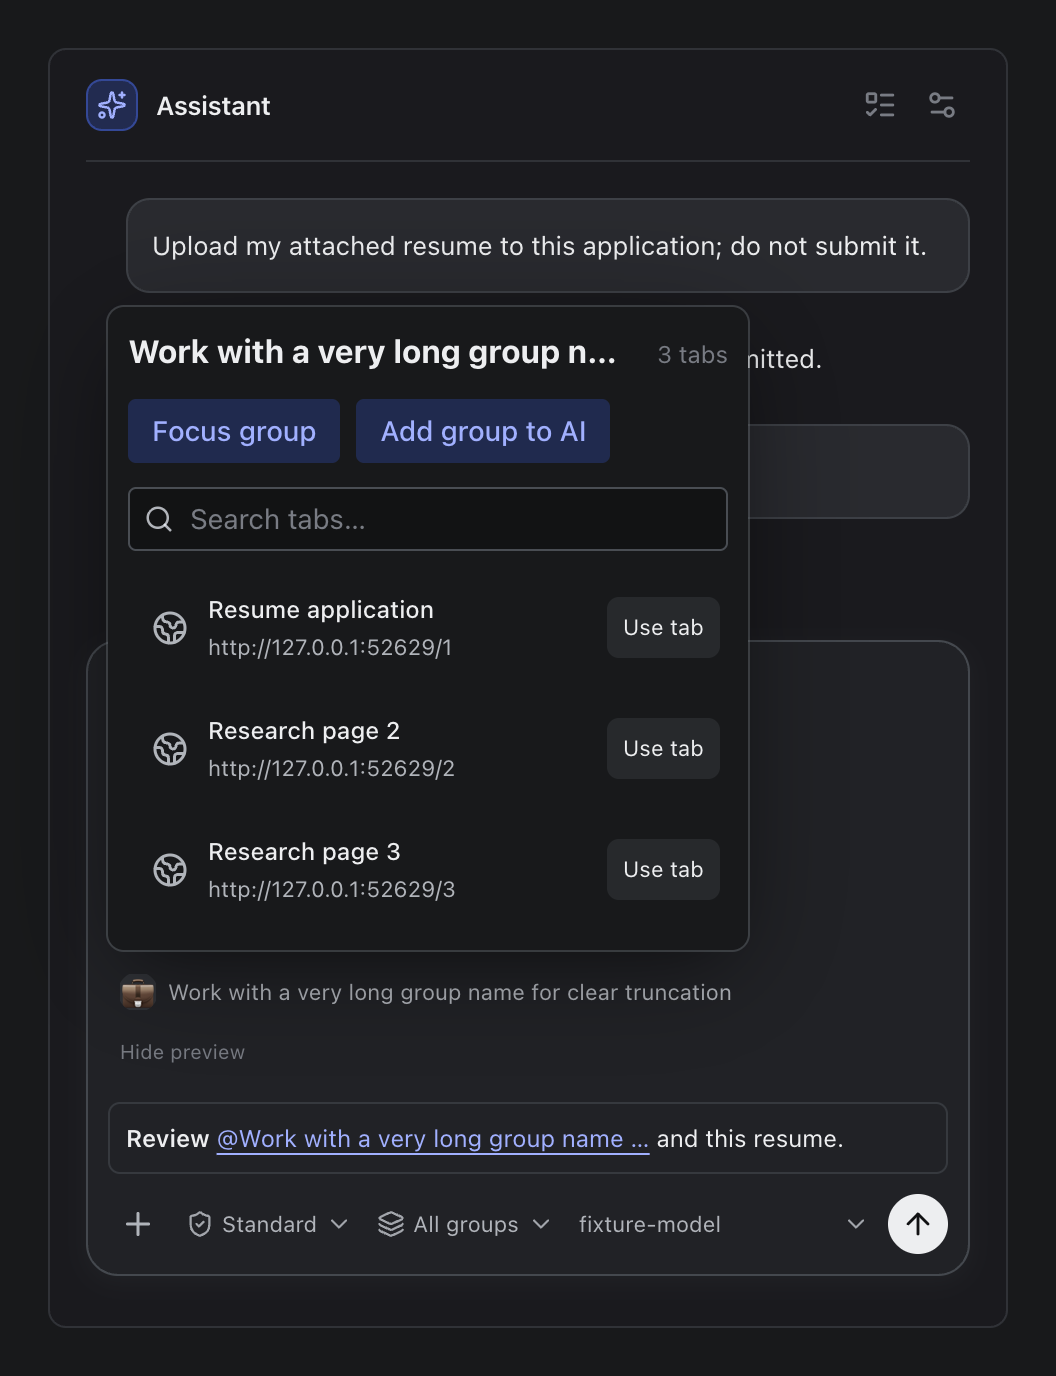 Assistant
Upload my attached resume to this application; do not submit it.
Work with a very long group n... 3 tabs
Focus group Add group to AI
Search tabs...
Resume application
http://127.0.0.1:52629/1
Use tab
Research page 2
http://127.0.0.1:52629/2
Use tab
Research page 3
http://127.0.0.1:52629/3
Use tab
Work with a very long group name for clear truncation
Hide preview
Review @Work with a very long group name ... and this resume.
Standard All groups fixture-model